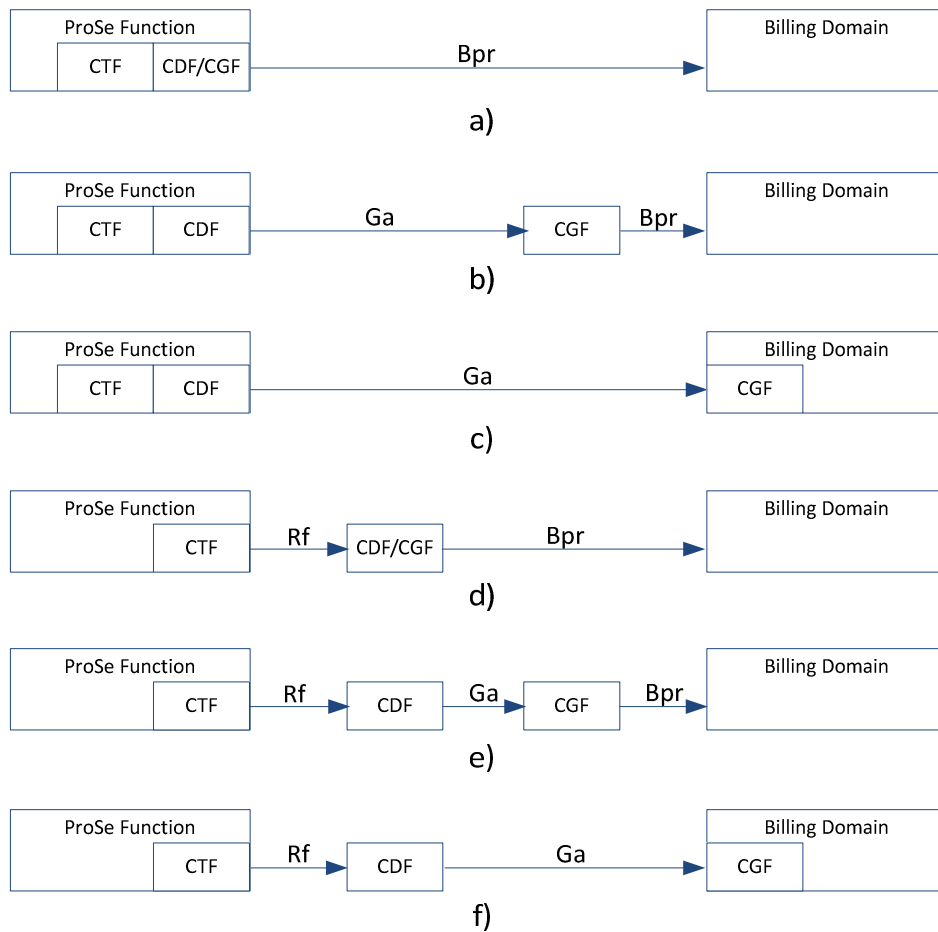 ProSe Function
Billing Domain
CTF
CDF/CGF
Bpr
a)
ProSe Function
Billing Domain
CTF
CDF
Ga
CGF
Bpr
b)
ProSe Function
Billing Domain
CTF
CDF
Ga
CGF
c)
ProSe Function
Billing Domain
CTF
Rf
CDF/CGF
Bpr
d)
ProSe Function
Billing Domain
CTF
Rf
CDF
Ga
CGF
Bpr
e)
ProSe Function
Billing Domain
CTF
Rf
CDF
Ga
CGF
f)